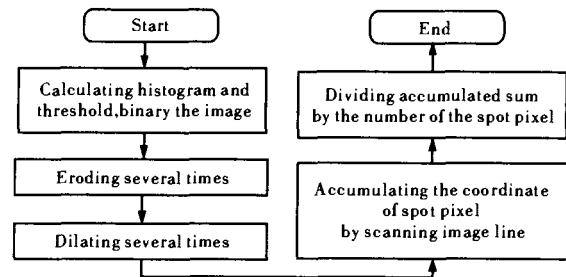 Start
Calculating histogram and
threshold,binary the image
Eroding several times
Dilating several times
Accumulating the coordinate
of spot pixel
by scanning image line
Dividing accumulated sum
by the number of the spot pixel
End